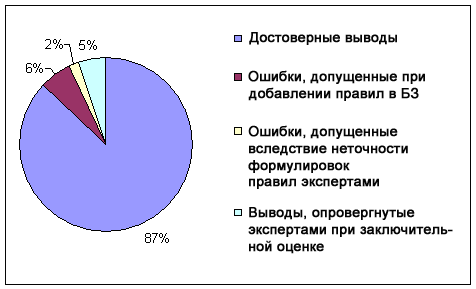 2%
5%
6%
87%
Достоверные выводы
Ошибки, допущенные при
добавлении правил в БЗ
Ошибки, допущенные
вследствие неточности
формулировок
правил экспертами
Выводы, опровергнутые
экспертами при заключитель-
ной оценке